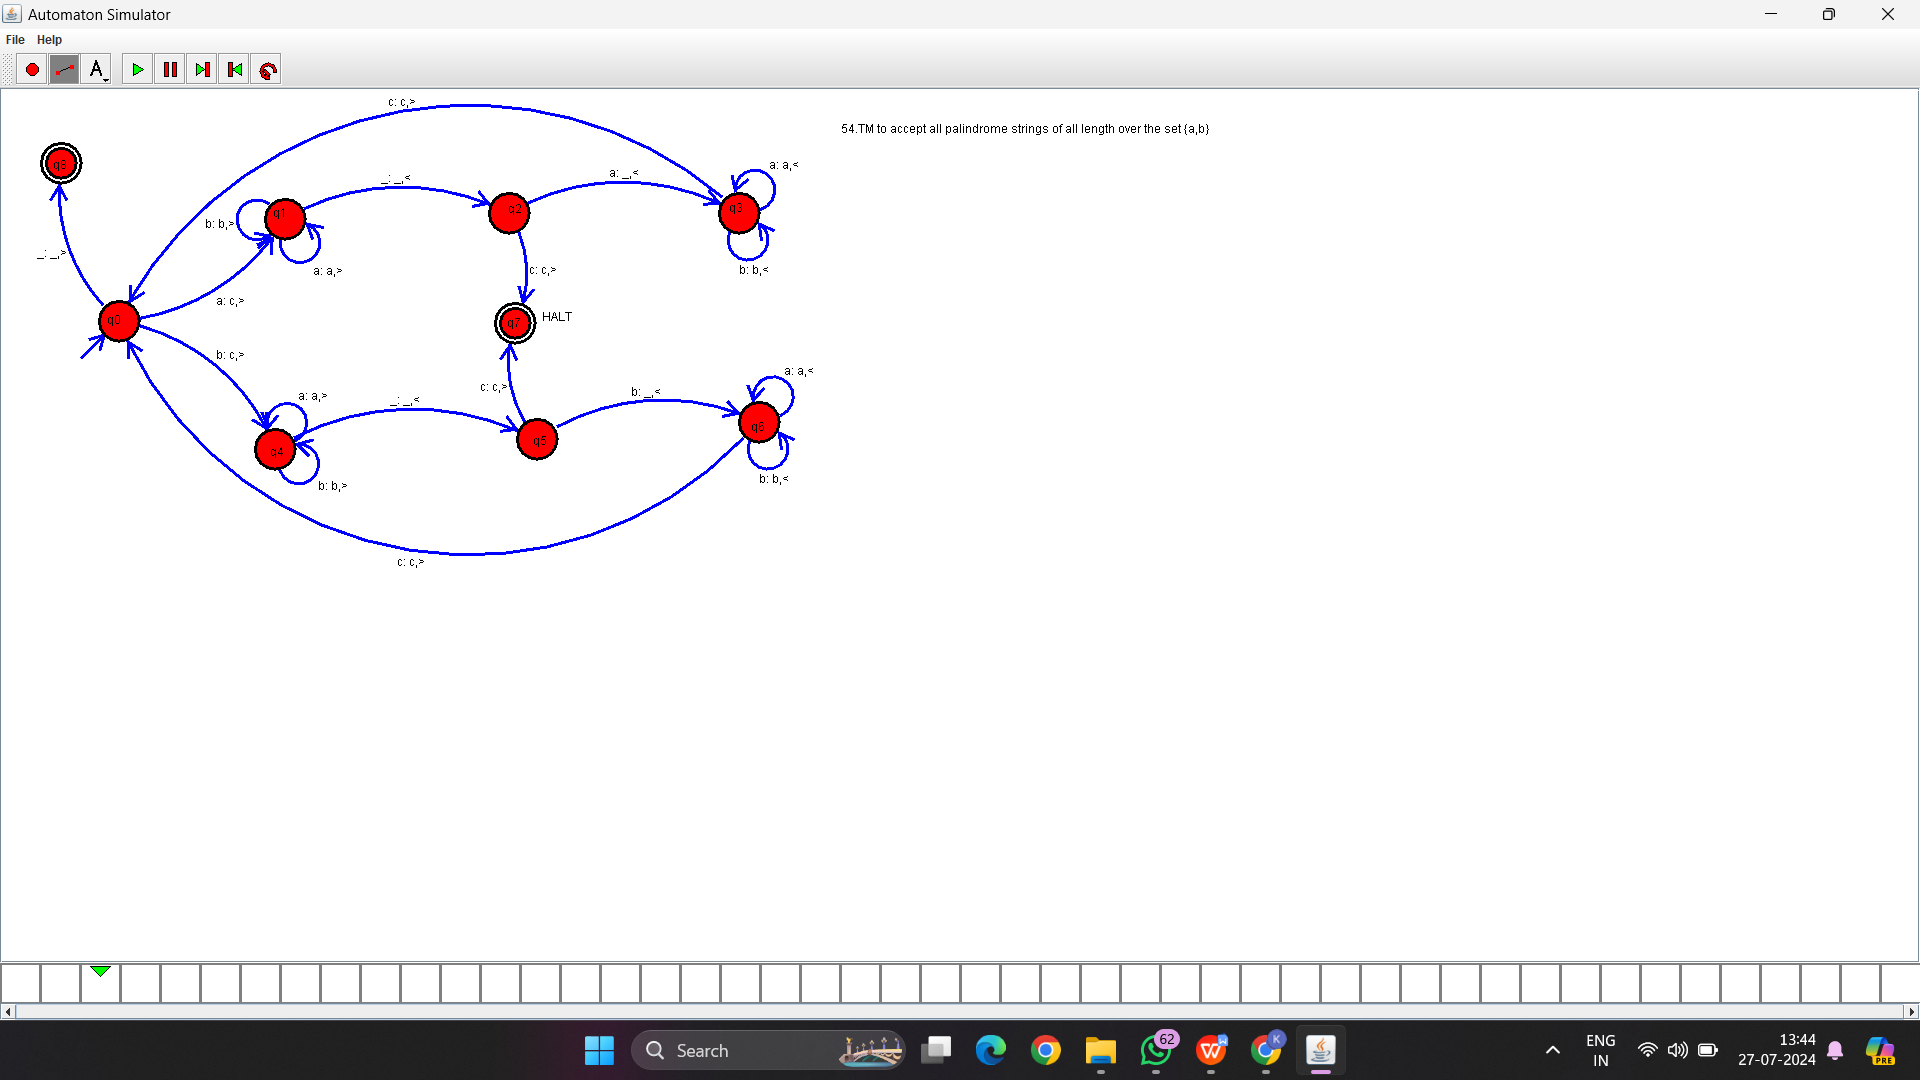 Automaton Simulator
File Help
A
c: c,>
54.TM to accept all palindrome strings of all length over the set {a,b}
q8
_: _,<
a: _,<
a: a,<
q1
q2
q3
b: b,>
_: _,>
a: a,>
c: c,>
b: b,<
a: c,>
q0
q7
HALT
b: c,>
a: a,<
c: c,>
b: _,<
a: a,>
_: _,<
q4
q5
q6
b: b,>
b: b,<
c: c,>
Search
62
W
K
ENG
IN
13:44
27-07-2024
PRE